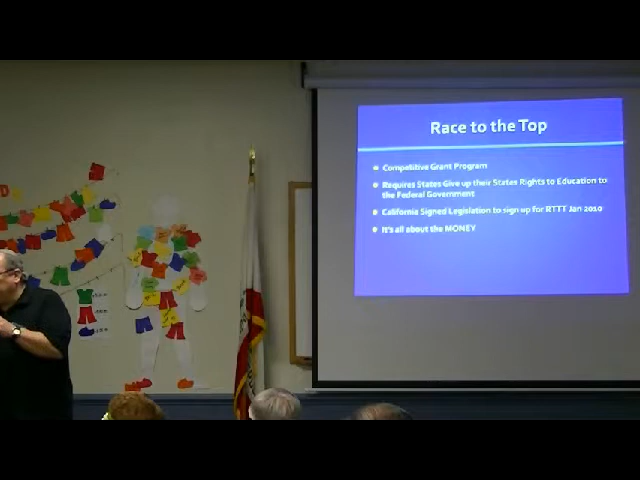 Race to the Top
Competitive Grant Program
Requires States Give up their States Rights to Education to
the Federal Government
California Signed Legislation to sign up for RTTT Jan 2010
It's all about the MONEY